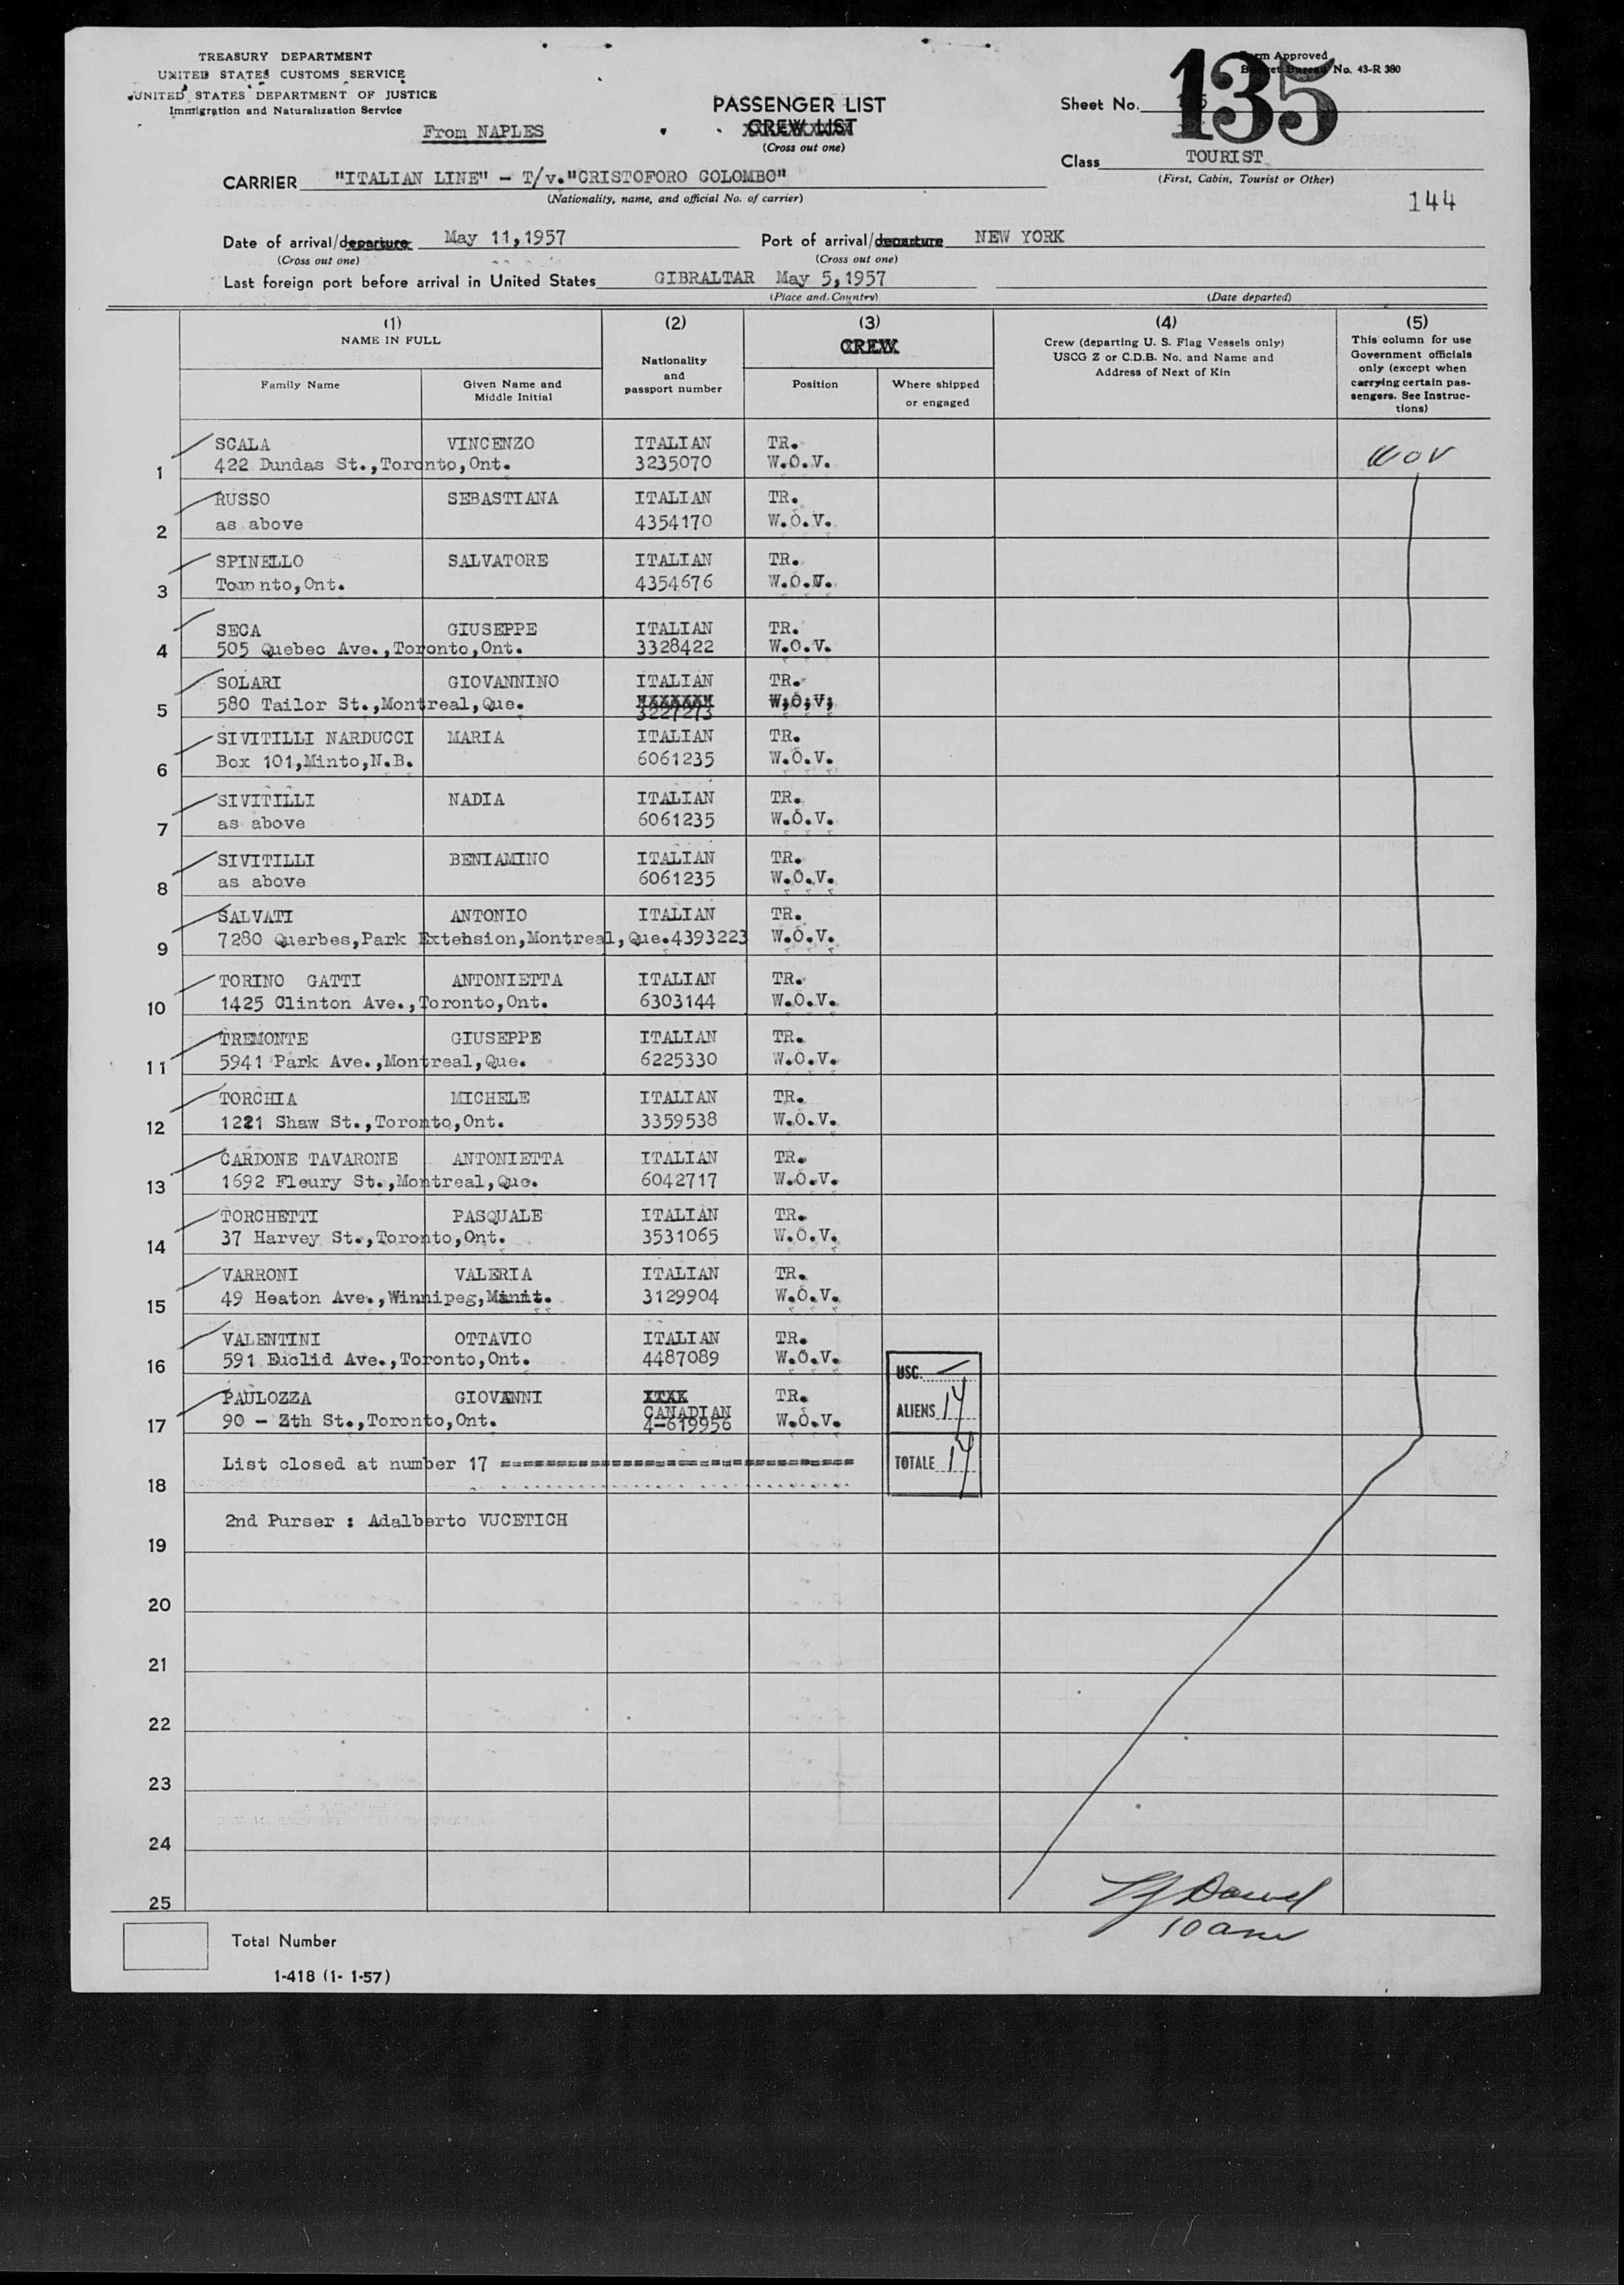 TREASURY DEPARTMENT
UNITED STATES CUSTOMS SERVICE
UNITED STATES DEPARTMENT OF JUSTICE
Immigration and Naturalization Service
From NAPLES
PASSENGER LIST
CREW LIST
(Cross out one)
Form Approved
Budget Bureau No. 43-R 380
Sheet No. 135
Class TOURIST
(First, Cabin, Tourist or Other)
144
CARRIER "ITALIAN LINE" - T/v."CRISTOFORO COLOMBO"
(Nationality, name, and official No. of carrier)
Date of arrival/departure May 11,1957 Port of arrival/departure NEW YORK
(Cross out one) (Cross out one)
Last foreign port before arrival in United States GIBRALTAR May 5,1957
(Place and Country) (Date departed)
(1) (2) (3) (4) (5)
NAME IN FULL
Family Name
Given Name and Middle Initial
Nationality and passport number
CREW
Position
Where shipped or engaged
Crew (departing U. S. Flag Vessels only)
USCG Z or C.D.B. No. and Name and
Address of Next of Kin
This column for use
Government officials
only (except when
carrying certain pas-
sengers. See Instruc-
tions)
SCALA VINCENZO ITALIAN TR.
1 422 Dundas St.,Toronto,Ont. 3235070 W.O.V. WOV
RUSSO SEBASTIANA ITALIAN TR.
2 as above 4354170 W.O.V.
SPINELLO SALVATORE ITALIAN TR.
3 Toronto,Ont. 4354676 W.O.V.
SECA GIUSEPPE ITALIAN TR.
4 505 Quebec Ave.,Toronto,Ont. 3328422 W.O.V.
SOLARI GIOVANNINO ITALIAN TR.
5 580 Tailor St.,Montreal,Que. 3227273 W;O;V;
SIVITILLI NARDUCCI MARIA ITALIAN TR.
6 Box 101,Minto,N.B. 6061235 W.O.V.
SIVITILLI NADIA ITALIAN TR.
7 as above 6061235 W.O.V.
SIVITILLI BENIAMINO ITALIAN TR.
8 as above 6061235 W.O.V.
SALVATI ANTONIO ITALIAN TR.
9 7280 Querbes,Park Extension,Montreal,Que.4393223 W.O.V.
TORINO GATTI ANTONIETTA ITALIAN TR.
10 1425 Clinton Ave.,Toronto,Ont. 6303144 W.O.V.
TREMONTE GIUSEPPE ITALIAN TR.
11 5941 Park Ave.,Montreal,Que. 6225330 W.O.V.
TORCHIA MICHELE ITALIAN TR.
12 1221 Shaw St.,Toronto,Ont. 3359538 W.O.V.
CARDONE TAVARONE ANTONIETTA ITALIAN TR.
13 1692 Fleury St.,Montreal,Que. 6042717 W.O.V.
TORCHETTI PASQUALE ITALIAN TR.
14 37 Harvey St.,Toronto,Ont. 3531065 W.O.V.
VARRONI VALERIA ITALIAN TR.
15 49 Heaton Ave.,Winnipeg,Manit. 3129904 W.O.V.
VALENTINI OTTAVIO ITALIAN TR.
16 591 Euclid Ave.,Toronto,Ont. 4487089 W.O.V.
PAULOZZA GIOVANNI CANADIAN TR.
17 90 - 8th St.,Toronto,Ont. 4-619956 W.O.V.
USC. -
ALIENS 17
TOTALE 17
List closed at number 17
18
2nd Purser : Adalberto VUCETICH
19
20
21
22
23
24
25
10 am
Total Number
1-418 (1- 1-57)